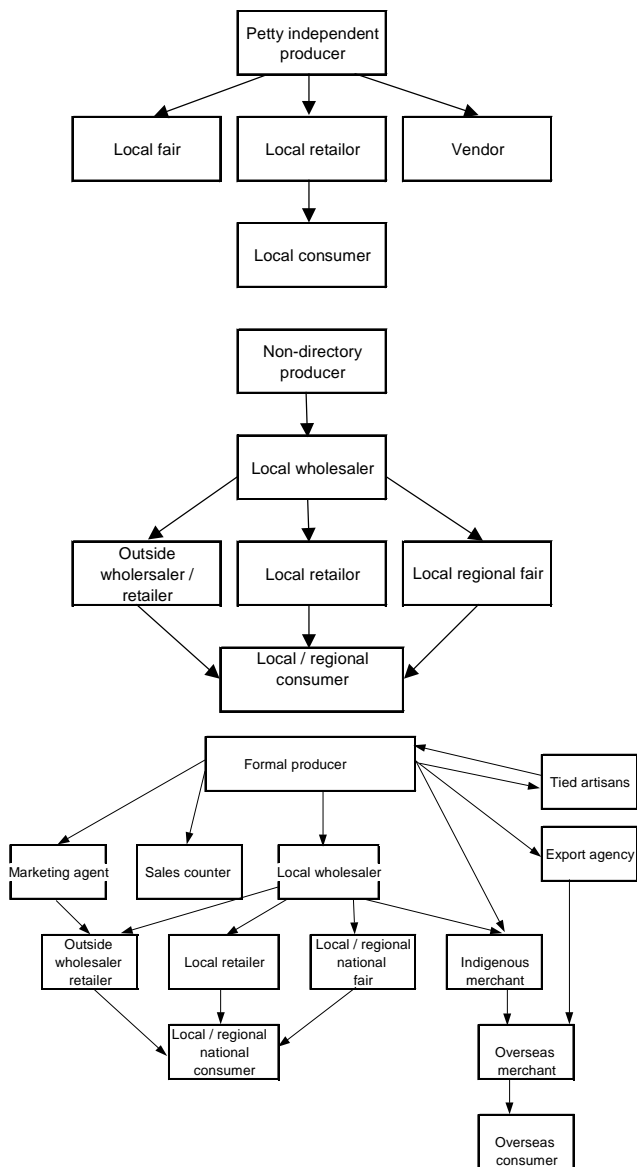 Petty independent
producer
Local fair
Local retailor
Vendor
Local consumer
Non-directory
producer
Local wholesaler
Outside
wholersaler /
retailer
Local retailor
Local regional fair
Local / regional
consumer
Formal producer
Tied artisans
Marketing agent
Sales counter
Local wholesaler
Export agency
Outside
wholesaler
retailer
Local retailer
Local / regional
national
fair
Indigenous
merchant
Local / regional
national
consumer
Overseas
merchant
Overseas
consumer